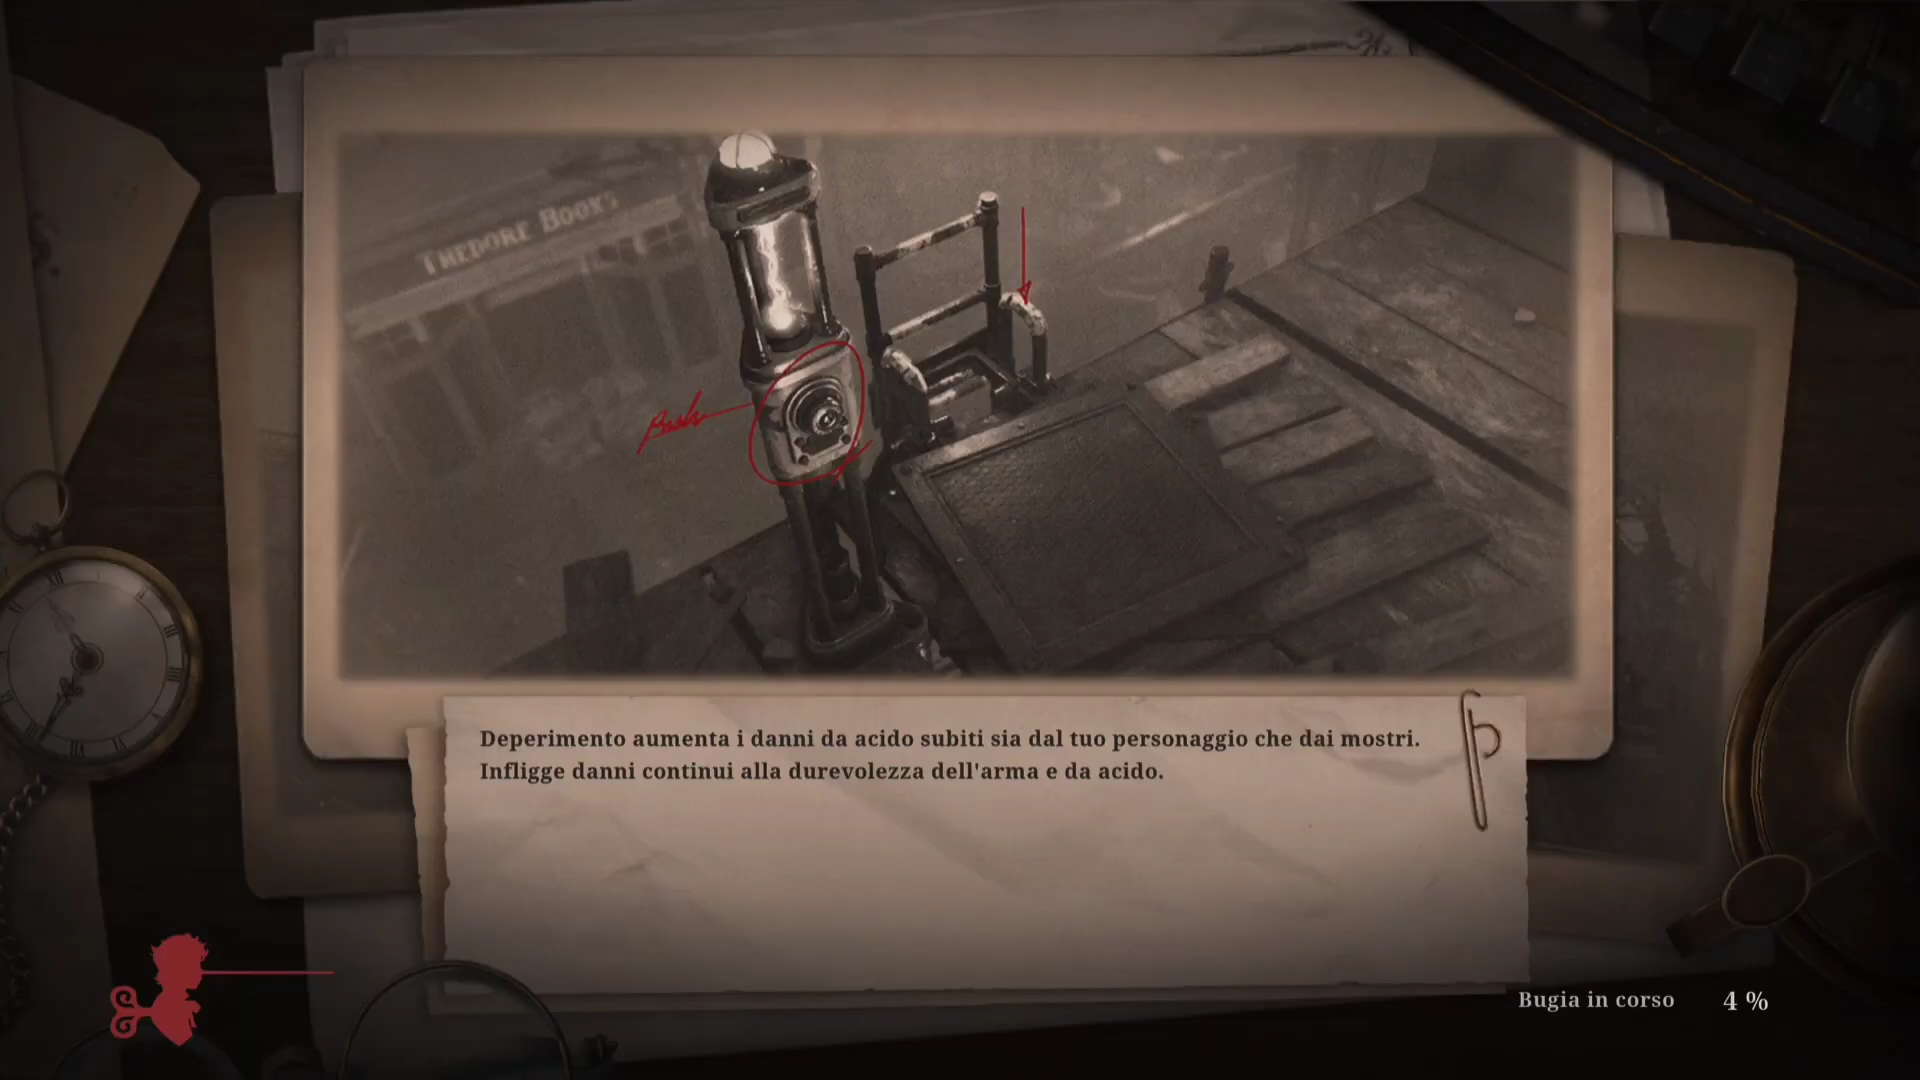 THEDORE BOOKS
Push
Deperimento aumenta i danni da acido subiti sia dal tuo personaggio che dai mostri.
Infligge danni continui alla durevolezza dell'arma e da acido.
Bugia in corso 4 %